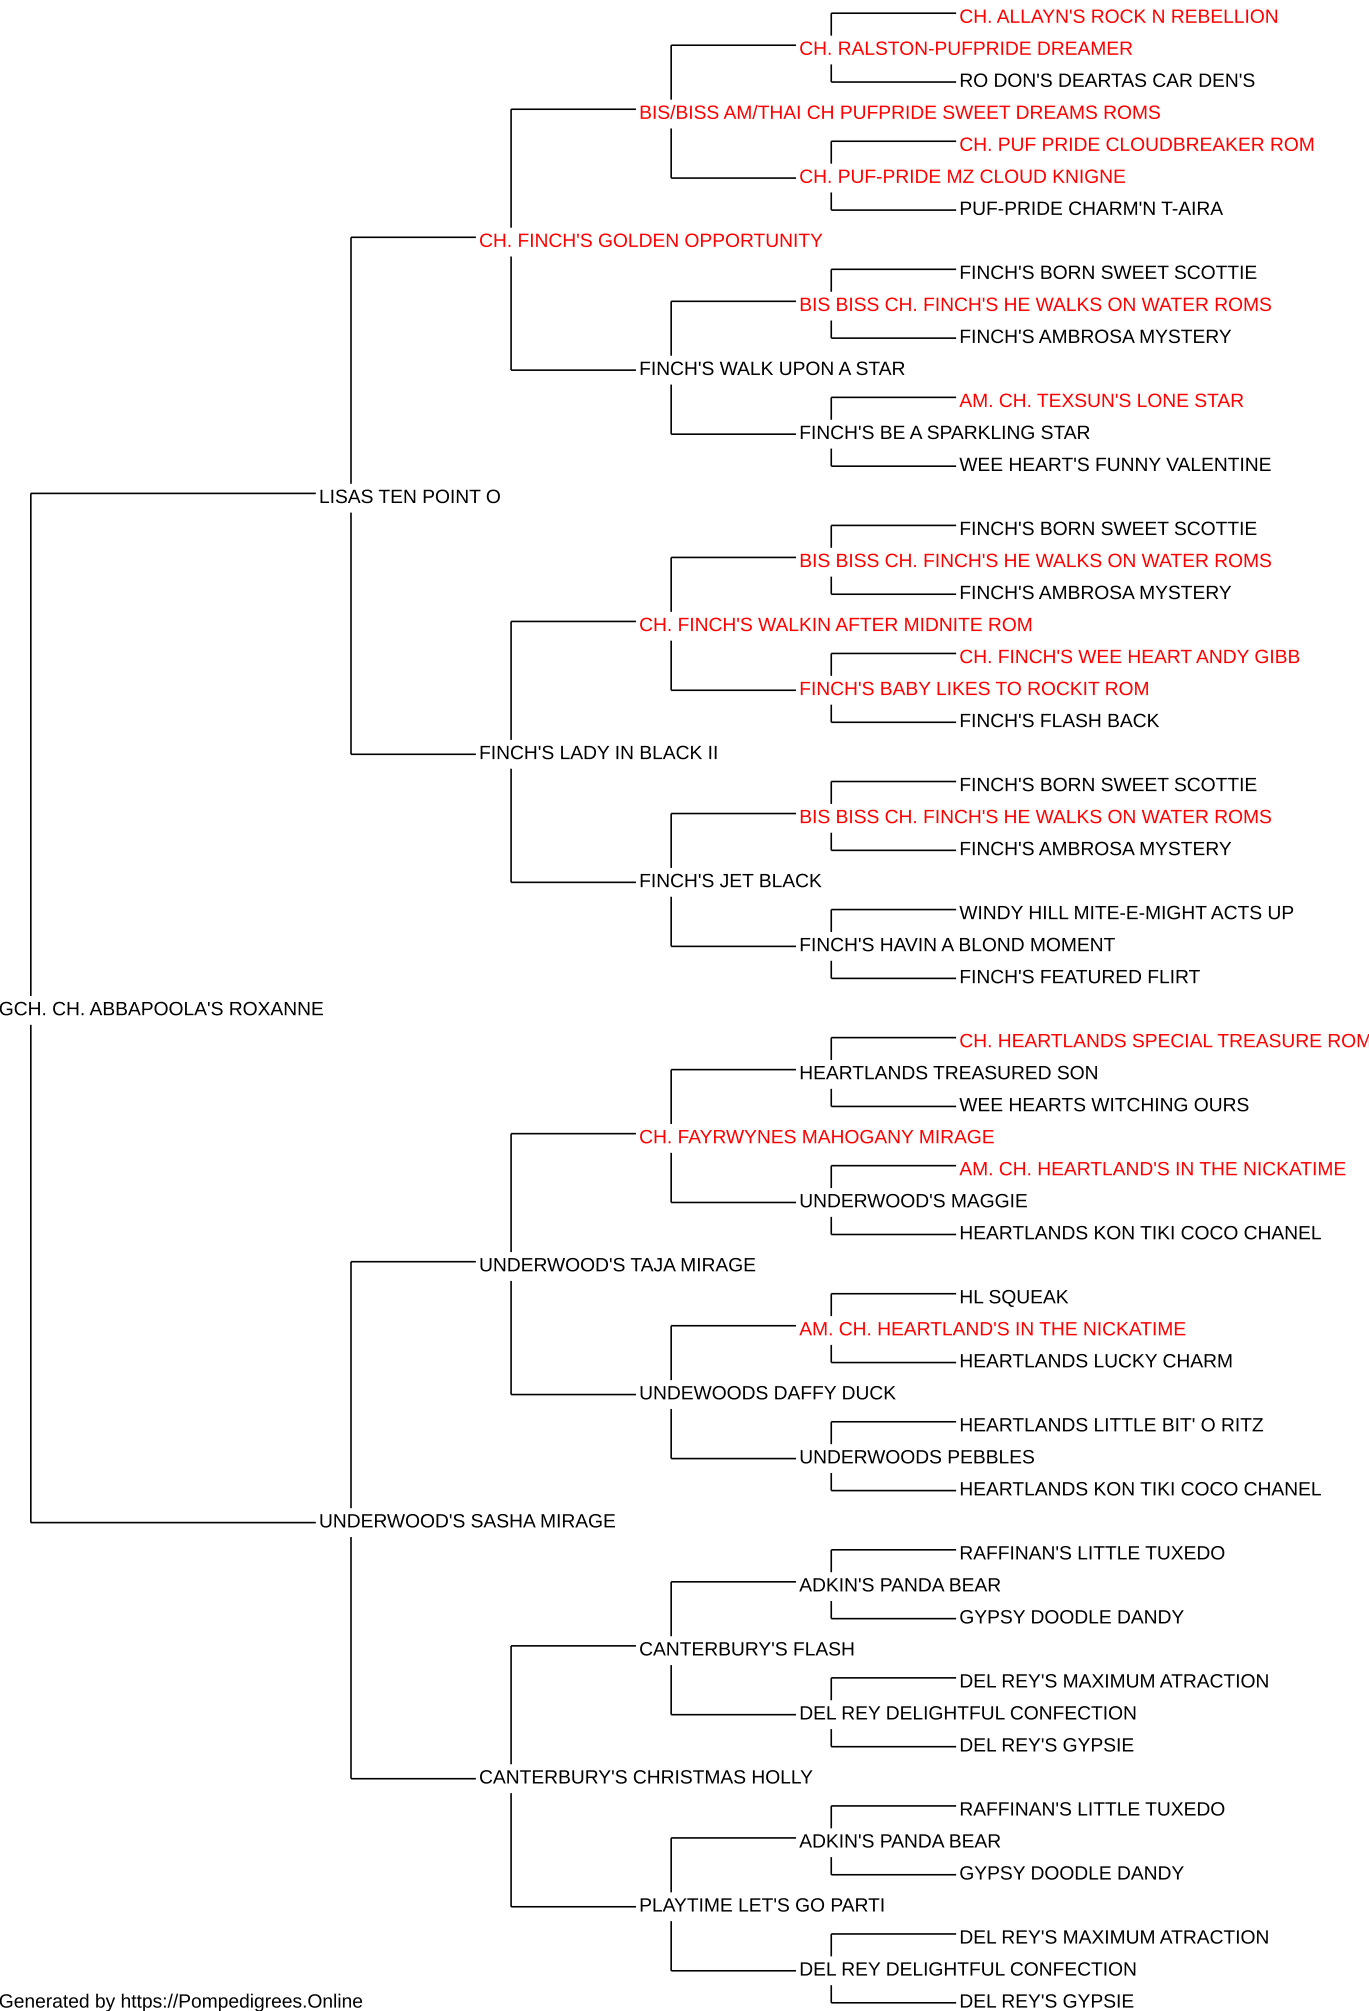 CH. ALLAYN'S ROCK N REBELLION
CH. RALSTON-PUFPRIDE DREAMER
RO DON'S DEARTAS CAR DEN'S
BIS/BISS AM/THAI CH PUFPRIDE SWEET DREAMS ROMS
CH. PUF PRIDE CLOUDBREAKER ROM
CH. PUF-PRIDE MZ CLOUD KNIGNE
PUF-PRIDE CHARM'N T-AIRA
CH. FINCH'S GOLDEN OPPORTUNITY
FINCH'S BORN SWEET SCOTTIE
BIS BISS CH. FINCH'S HE WALKS ON WATER ROMS
FINCH'S AMBROSA MYSTERY
FINCH'S WALK UPON A STAR
AM. CH. TEXSUN'S LONE STAR
FINCH'S BE A SPARKLING STAR
WEE HEART'S FUNNY VALENTINE
LISAS TEN POINT O
FINCH'S BORN SWEET SCOTTIE
BIS BISS CH. FINCH'S HE WALKS ON WATER ROMS
FINCH'S AMBROSA MYSTERY
CH. FINCH'S WALKIN AFTER MIDNITE ROM
CH. FINCH'S WEE HEART ANDY GIBB
FINCH'S BABY LIKES TO ROCKIT ROM
FINCH'S FLASH BACK
FINCH'S LADY IN BLACK II
FINCH'S BORN SWEET SCOTTIE
BIS BISS CH. FINCH'S HE WALKS ON WATER ROMS
FINCH'S AMBROSA MYSTERY
FINCH'S JET BLACK
WINDY HILL MITE-E-MIGHT ACTS UP
FINCH'S HAVIN A BLOND MOMENT
FINCH'S FEATURED FLIRT
GCH. CH. ABBAPOOLA'S ROXANNE
CH. HEARTLANDS SPECIAL TREASURE ROM
HEARTLANDS TREASURED SON
WEE HEARTS WITCHING OURS
CH. FAYRWYNES MAHOGANY MIRAGE
AM. CH. HEARTLAND'S IN THE NICKATIME
UNDERWOOD'S MAGGIE
HEARTLANDS KON TIKI COCO CHANEL
UNDERWOOD'S TAJA MIRAGE
HL SQUEAK
AM. CH. HEARTLAND'S IN THE NICKATIME
HEARTLANDS LUCKY CHARM
UNDEWOODS DAFFY DUCK
HEARTLANDS LITTLE BIT' O RITZ
UNDERWOODS PEBBLES
HEARTLANDS KON TIKI COCO CHANEL
UNDERWOOD'S SASHA MIRAGE
RAFFINAN'S LITTLE TUXEDO
ADKIN'S PANDA BEAR
GYPSY DOODLE DANDY
CANTERBURY'S FLASH
DEL REY'S MAXIMUM ATRACTION
DEL REY DELIGHTFUL CONFECTION
DEL REY'S GYPSIE
CANTERBURY'S CHRISTMAS HOLLY
RAFFINAN'S LITTLE TUXEDO
ADKIN'S PANDA BEAR
GYPSY DOODLE DANDY
PLAYTIME LET'S GO PARTI
DEL REY'S MAXIMUM ATRACTION
DEL REY DELIGHTFUL CONFECTION
DEL REY'S GYPSIE
Generated by https://Pompedigrees.Online